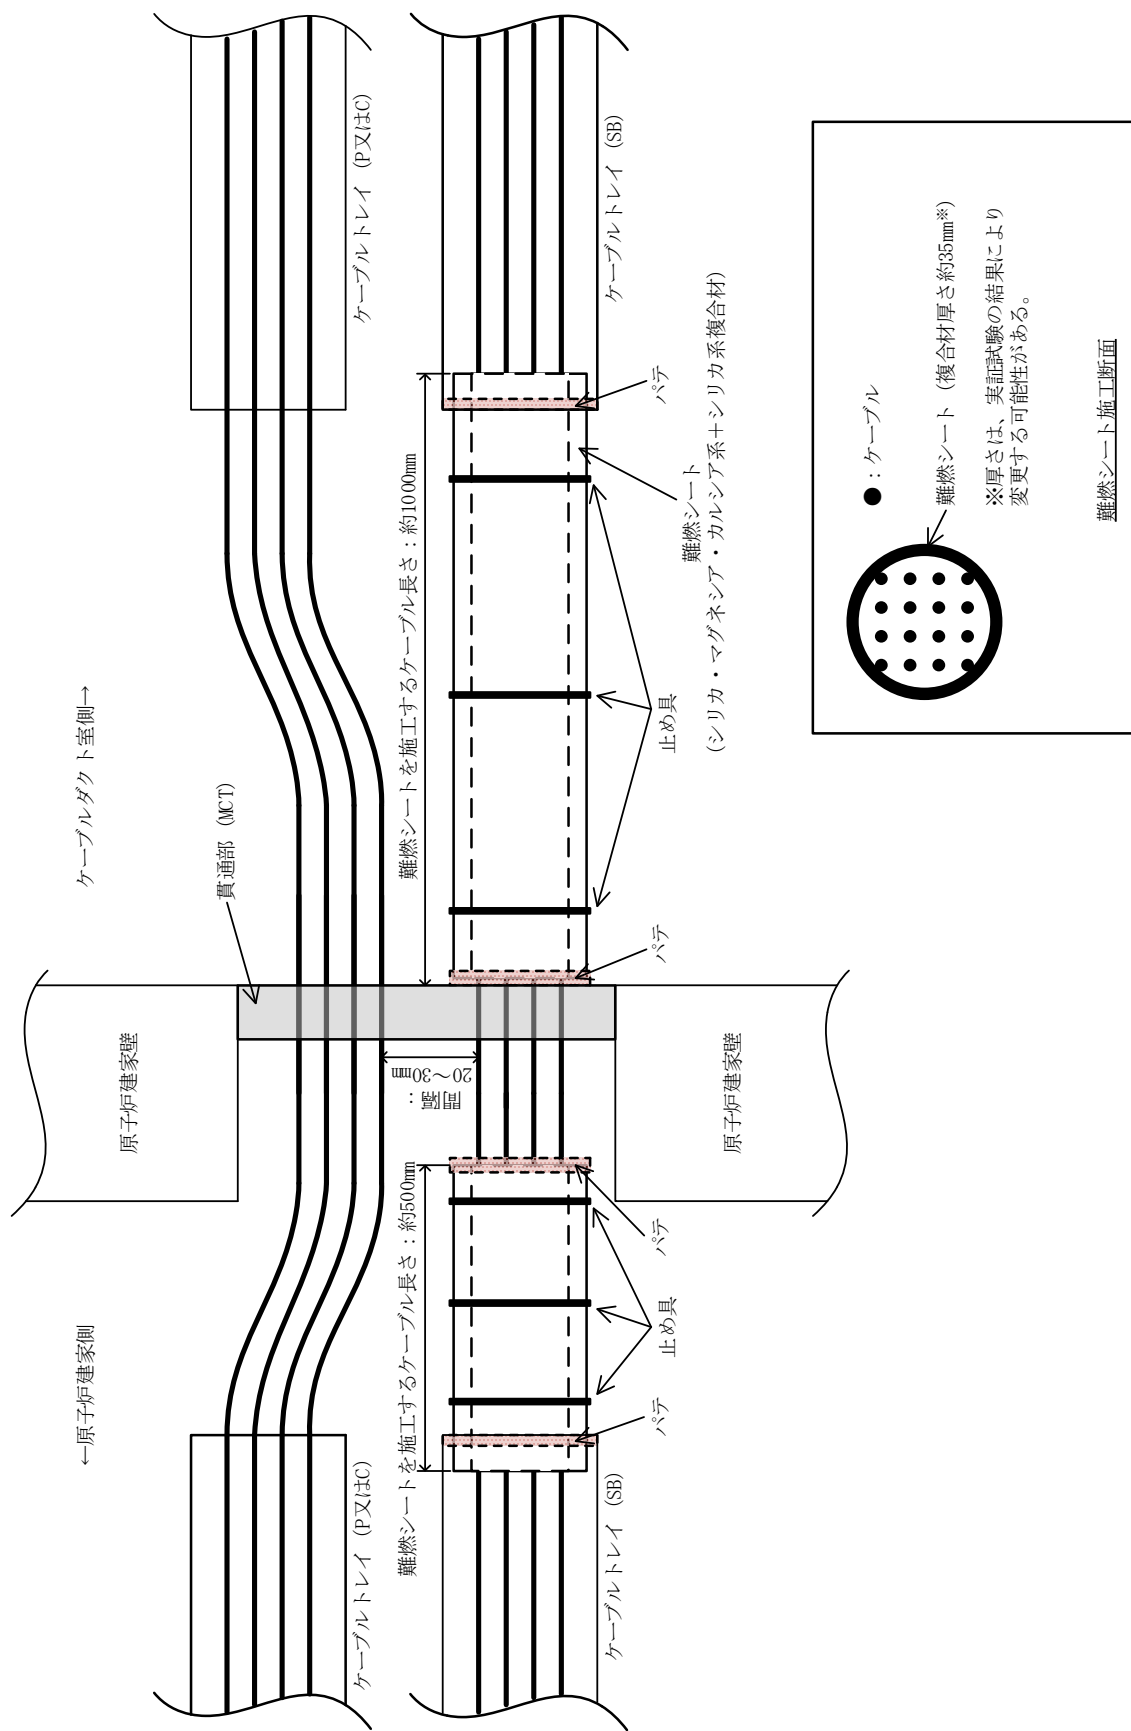 ←原子炉建家側
ケーブルダクト室側→
原子炉建家壁
貫通部 (MCT)
ケーブルトレイ (P又はC)
ケーブルトレイ (P又はC)
間隔：
20～30mm
難燃シートを施工するケーブル長さ：約500mm
難燃シートを施工するケーブル長さ：約1000mm
ケーブルトレイ (SB)
ケーブルトレイ (SB)
パテ
止め具
パテ
原子炉建家壁
パテ
止め具
パテ
難燃シート
(シリカ・マグネシア・カルシア系＋シリカ系複合材)
●：ケーブル
難燃シート (複合材厚さ約35mm※)
※厚さは、実証試験の結果により
変更する可能性がある。
難燃シート施工断面